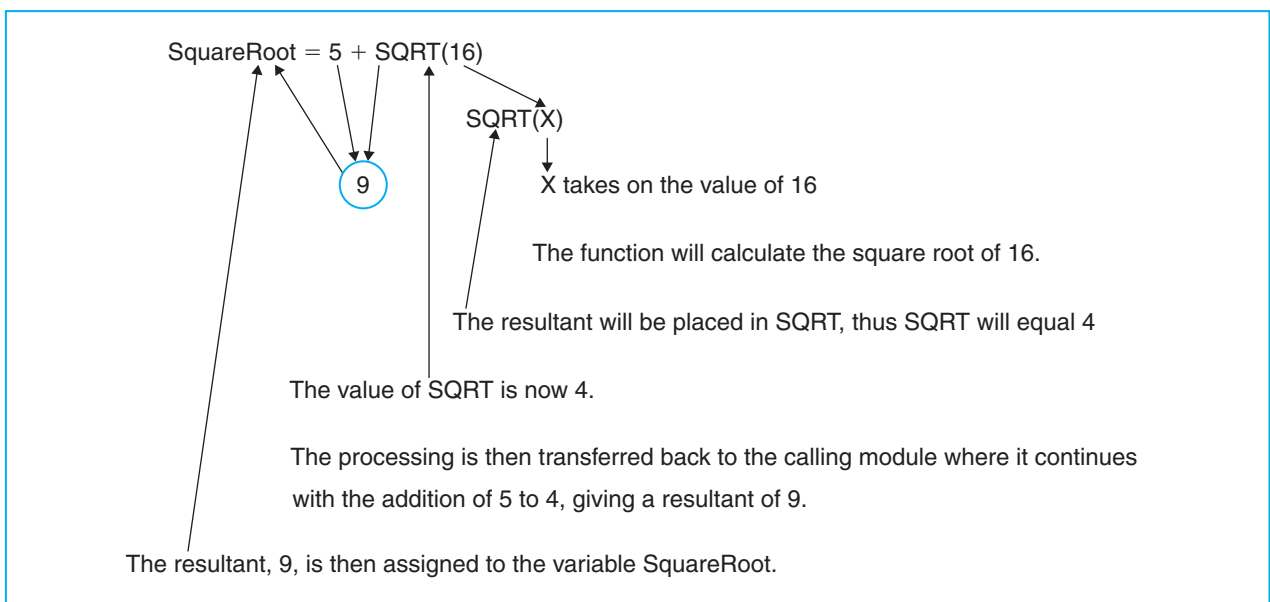 SquareRoot = 5 + SQRT(16)
SQRT(X)
9
X takes on the value of 16
The function will calculate the square root of 16.
The resultant will be placed in SQRT, thus SQRT will equal 4
The value of SQRT is now 4.
The processing is then transferred back to the calling module where it continues
with the addition of 5 to 4, giving a resultant of 9.
The resultant, 9, is then assigned to the variable SquareRoot.